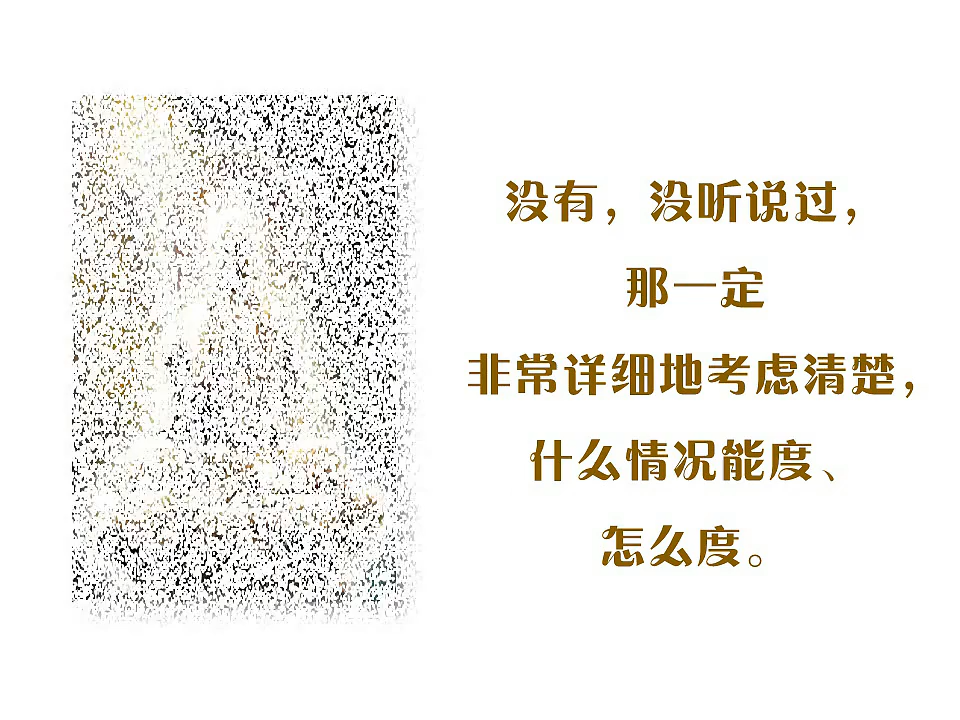 没有，没听说过，
那一定
非常详细地考虑清楚，
什么情况能度、
怎么度。